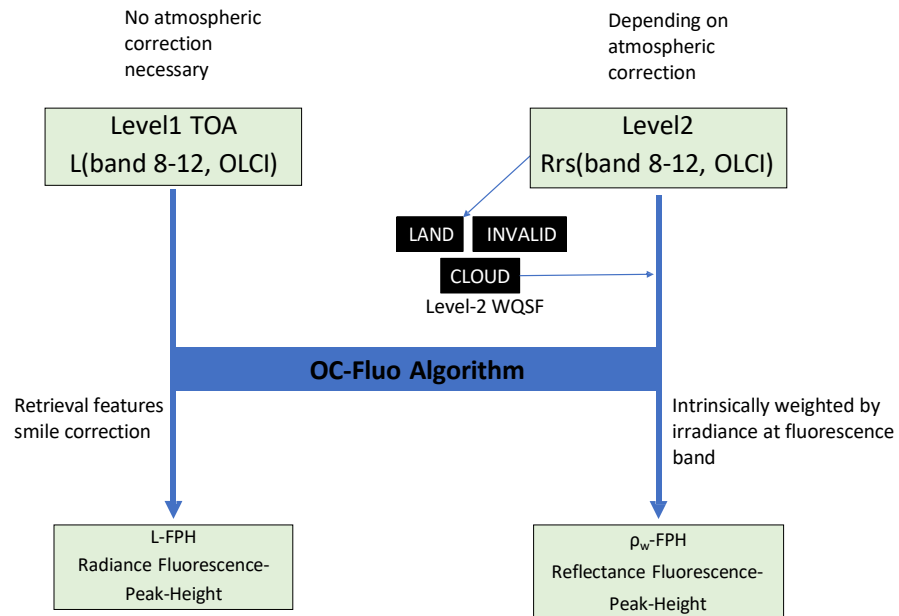 No atmospheric
correction
necessary
Depending on
atmospheric
correction
Level1 TOA
L(band 8-12, OLCI)
Level2
Rrs(band 8-12, OLCI)
LAND
INVALID
CLOUD
Level-2 WQSF
OC-Fluo Algorithm
Retrieval features
smile correction
Intrinsically weighted by
irradiance at fluorescence
band
L-FPH
Radiance Fluorescence-
Peak-Height
ρw-FPH
Reflectance Fluorescence-
Peak-Height